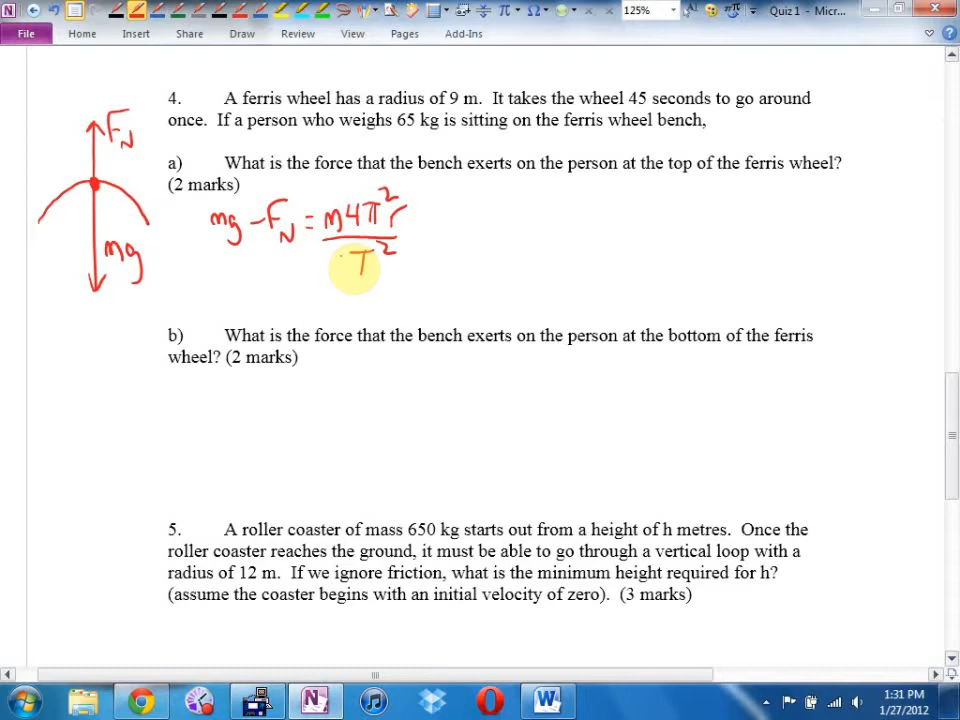 125%
Quiz 1 - Micr...
File Home Insert Share Draw Review View Pages Add-Ins
4. A ferris wheel has a radius of 9 m. It takes the wheel 45 seconds to go around
once. If a person who weighs 65 kg is sitting on the ferris wheel bench,
a) What is the force that the bench exerts on the person at the top of the ferris wheel?
(2 marks)
F_N
mg
mg - F_N = m4π²r
T²
b) What is the force that the bench exerts on the person at the bottom of the ferris
wheel? (2 marks)
5. A roller coaster of mass 650 kg starts out from a height of h metres. Once the
roller coaster reaches the ground, it must be able to go through a vertical loop with a
radius of 12 m. If we ignore friction, what is the minimum height required for h?
(assume the coaster begins with an initial velocity of zero). (3 marks)
1:31 PM
1/27/2012